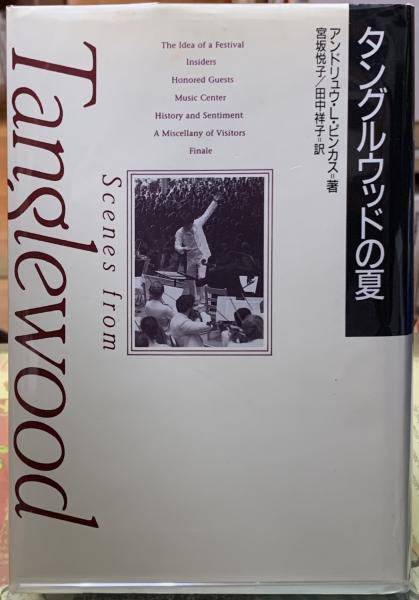 タングルウッドの夏
アンドリュウ・L・ピンカス=著
宮坂悦子/田中祥子=訳
The Idea of a Festival
Insiders
Honored Guests
Music Center
History and Sentiment
A Miscellany of Visitors
Finale
Scenes from
Tanglewood